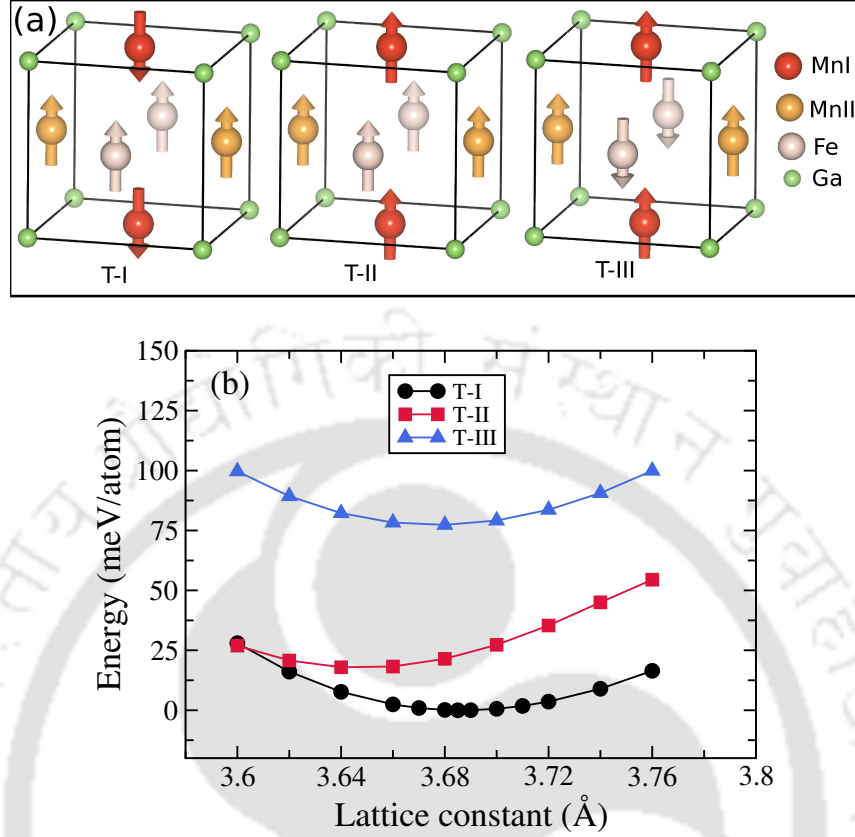 (a)
MnI
MnII
Fe
Ga
T-I
T-II
T-III
(b)
T-I
T-II
T-III
Energy (meV/atom)
150
125
100
75
50
25
0
3.6
3.64
3.68
3.72
3.76
3.8
Lattice constant (Å)